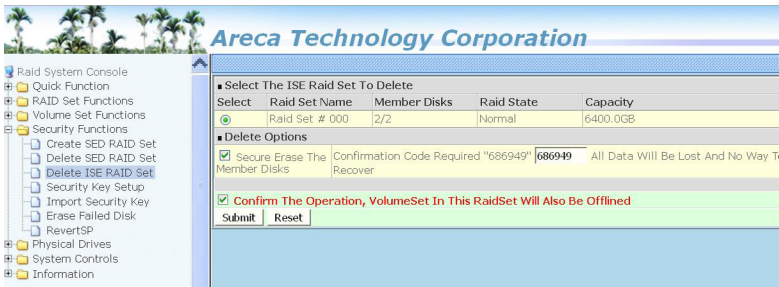 Areca Technology Corporation
Raid System Console
Quick Function
RAID Set Functions
Volume Set Functions
Security Functions
Create SED RAID Set
Delete SED RAID Set
Delete ISE RAID Set
Security Key Setup
Import Security Key
Erase Failed Disk
RevertSP
Physical Drives
System Controls
Information
Select The ISE Raid Set To Delete
Select Raid Set Name Member Disks Raid State Capacity
Raid Set # 000 2/2 Normal 6400.0GB
Delete Options
Secure Erase The Member Disks
Confirmation Code Required "686949" 686949 All Data Will Be Lost And No Way To
Recover
Confirm The Operation, VolumeSet In This RaidSet Will Also Be Offlined
Submit Reset